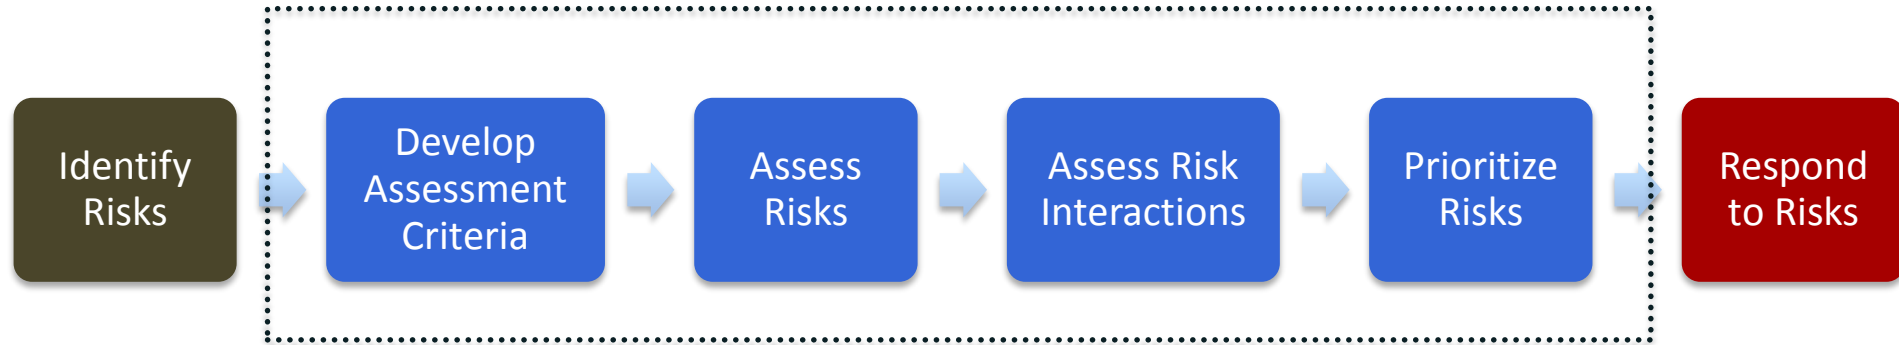 Identify
Risks
Develop
Assessment
Criteria
Assess
Risks
Assess Risk
Interactions
Prioritize
Risks
Respond
to Risks